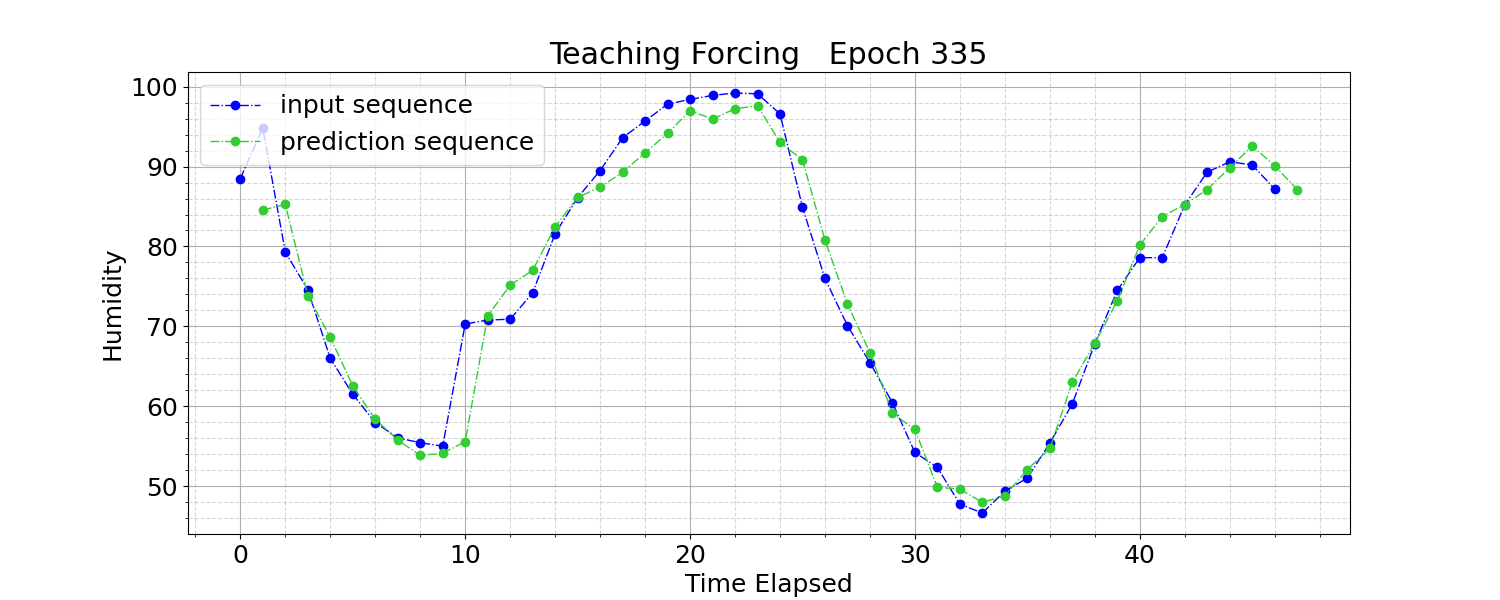 Teaching Forcing   Epoch 335
100
90
80
70
60
50
Humidity
input sequence
prediction sequence
0 10 20 30 40
Time Elapsed